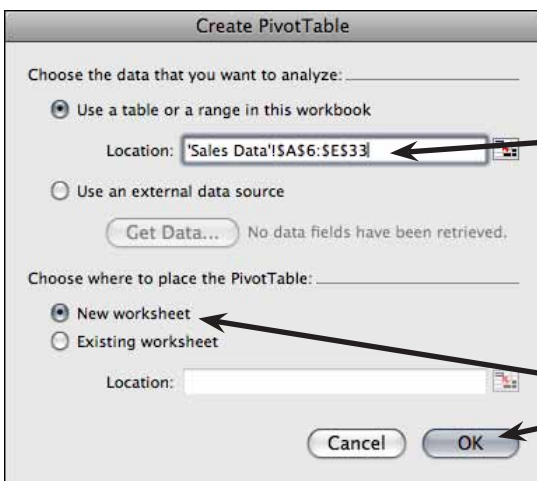 Create PivotTable
Choose the data that you want to analyze:
Use a table or a range in this workbook
Location: 'Sales Data'!$A$6:$E$33
Use an external data source
Get Data... No data fields have been retrieved.
Choose where to place the PivotTable:
New worksheet
Existing worksheet
Location:
Cancel OK